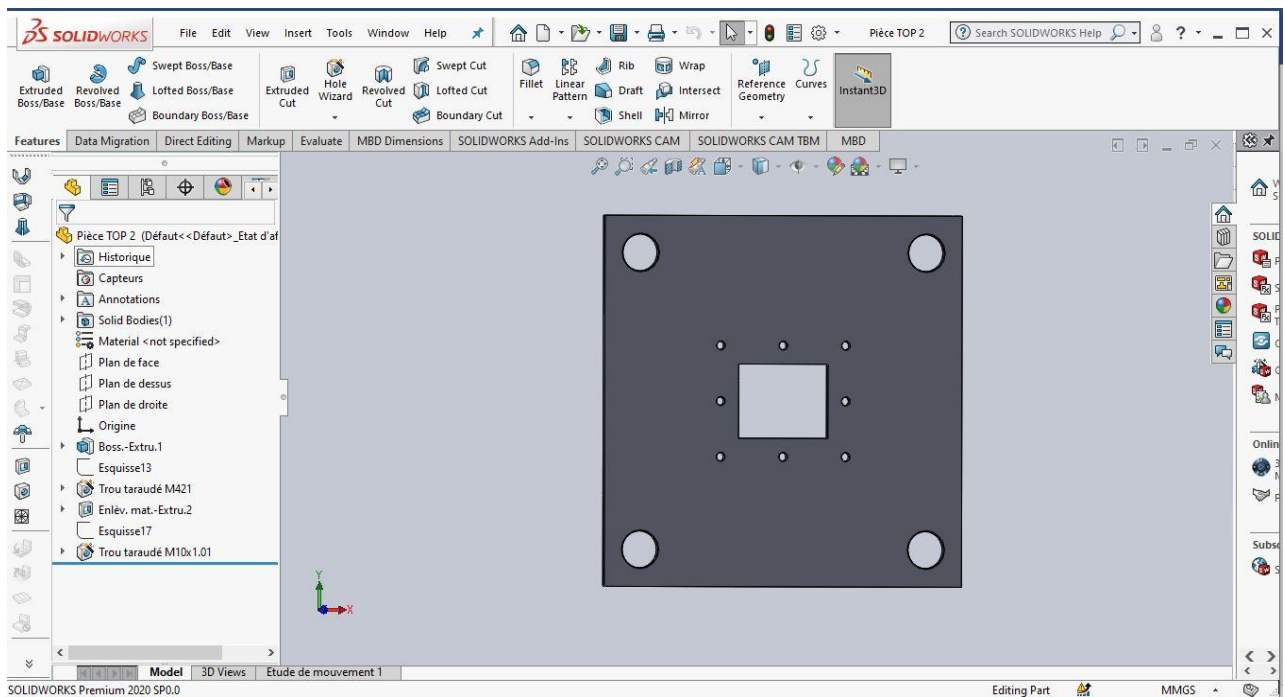 SOLIDWORKS File Edit View Insert Tools Window Help Pièce TOP 2 Search SOLIDWORKS Help ?
Extruded Boss/Base
Revolved Boss/Base
Swept Boss/Base
Lofted Boss/Base
Boundary Boss/Base
Extruded Cut
Hole Wizard
Revolved Cut
Swept Cut
Lofted Cut
Boundary Cut
Fillet
Linear Pattern
Rib
Draft
Shell
Wrap
Intersect
Mirror
Reference Geometry
Curves
Instant3D
Features Data Migration Direct Editing Markup Evaluate MBD Dimensions SOLIDWORKS Add-Ins SOLIDWORKS CAM SOLIDWORKS CAM TBM MBD
Pièce TOP 2 (Défaut<<Défaut>_Etat d'af
Historique
Capteurs
Annotations
Solid Bodies(1)
Material <not specified>
Plan de face
Plan de dessus
Plan de droite
Origine
Boss.-Extru.1
Esquisse13
Trou taraudé M421
Enlèv. mat.-Extru.2
Esquisse17
Trou taraudé M10x1.01
Y
X
SOLID
Onlin
Subsc
Model 3D Views Etude de mouvement 1
SOLIDWORKS Premium 2020 SP0.0 Editing Part MMGS